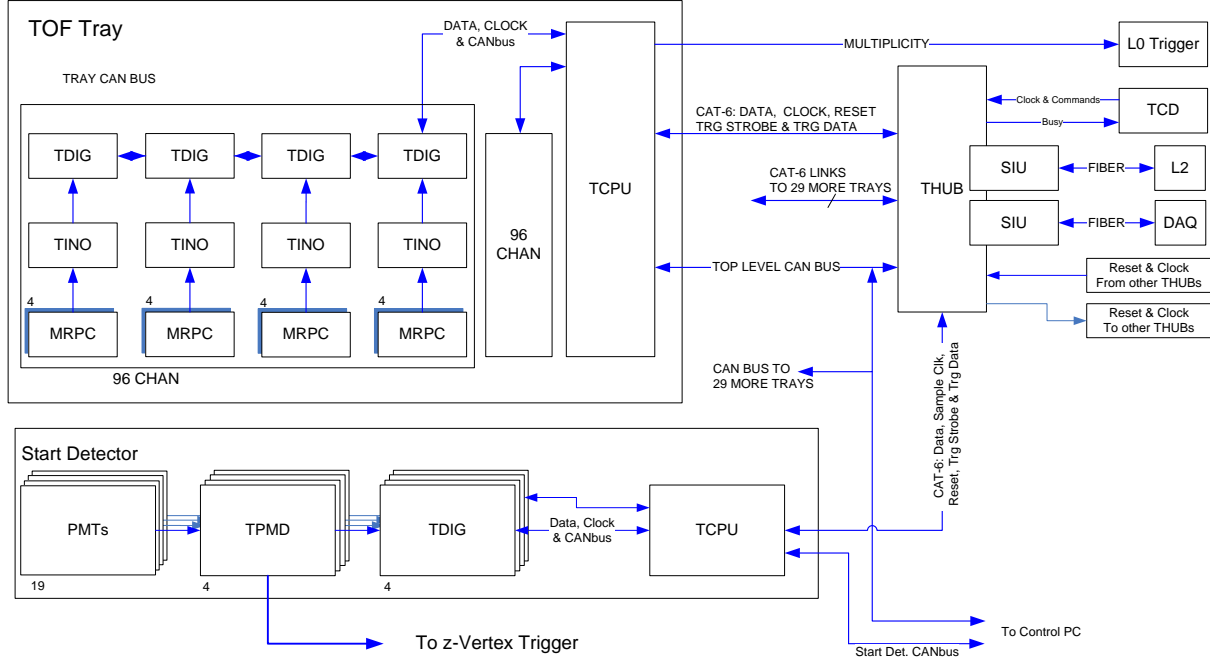 TOF Tray
DATA, CLOCK
& CANbus
MULTIPLICITY
L0 Trigger
TRAY CAN BUS
Clock & Commands
TCD
Busy
CAT-6: DATA, CLOCK, RESET
TRG STROBE & TRG DATA
TDIG
TDIG
TDIG
TDIG
TCPU
THUB
SIU
FIBER
L2
CAT-6 LINKS
TO 29 MORE TRAYS
SIU
FIBER
DAQ
TINO
TINO
TINO
TINO
96
CHAN
TOP LEVEL CAN BUS
Reset & Clock
From other THUBs
4
4
4
4
MRPC
MRPC
MRPC
MRPC
Reset & Clock
To other THUBs
96 CHAN
CAN BUS TO
29 MORE TRAYS
CAT-6: Data, Sample Clk,
Reset, Trg Strobe & Trg Data
Start Detector
PMTs
TPMD
TDIG
Data, Clock
& CANbus
TCPU
19
4
4
To z-Vertex Trigger
To Control PC
Start Det. CANbus